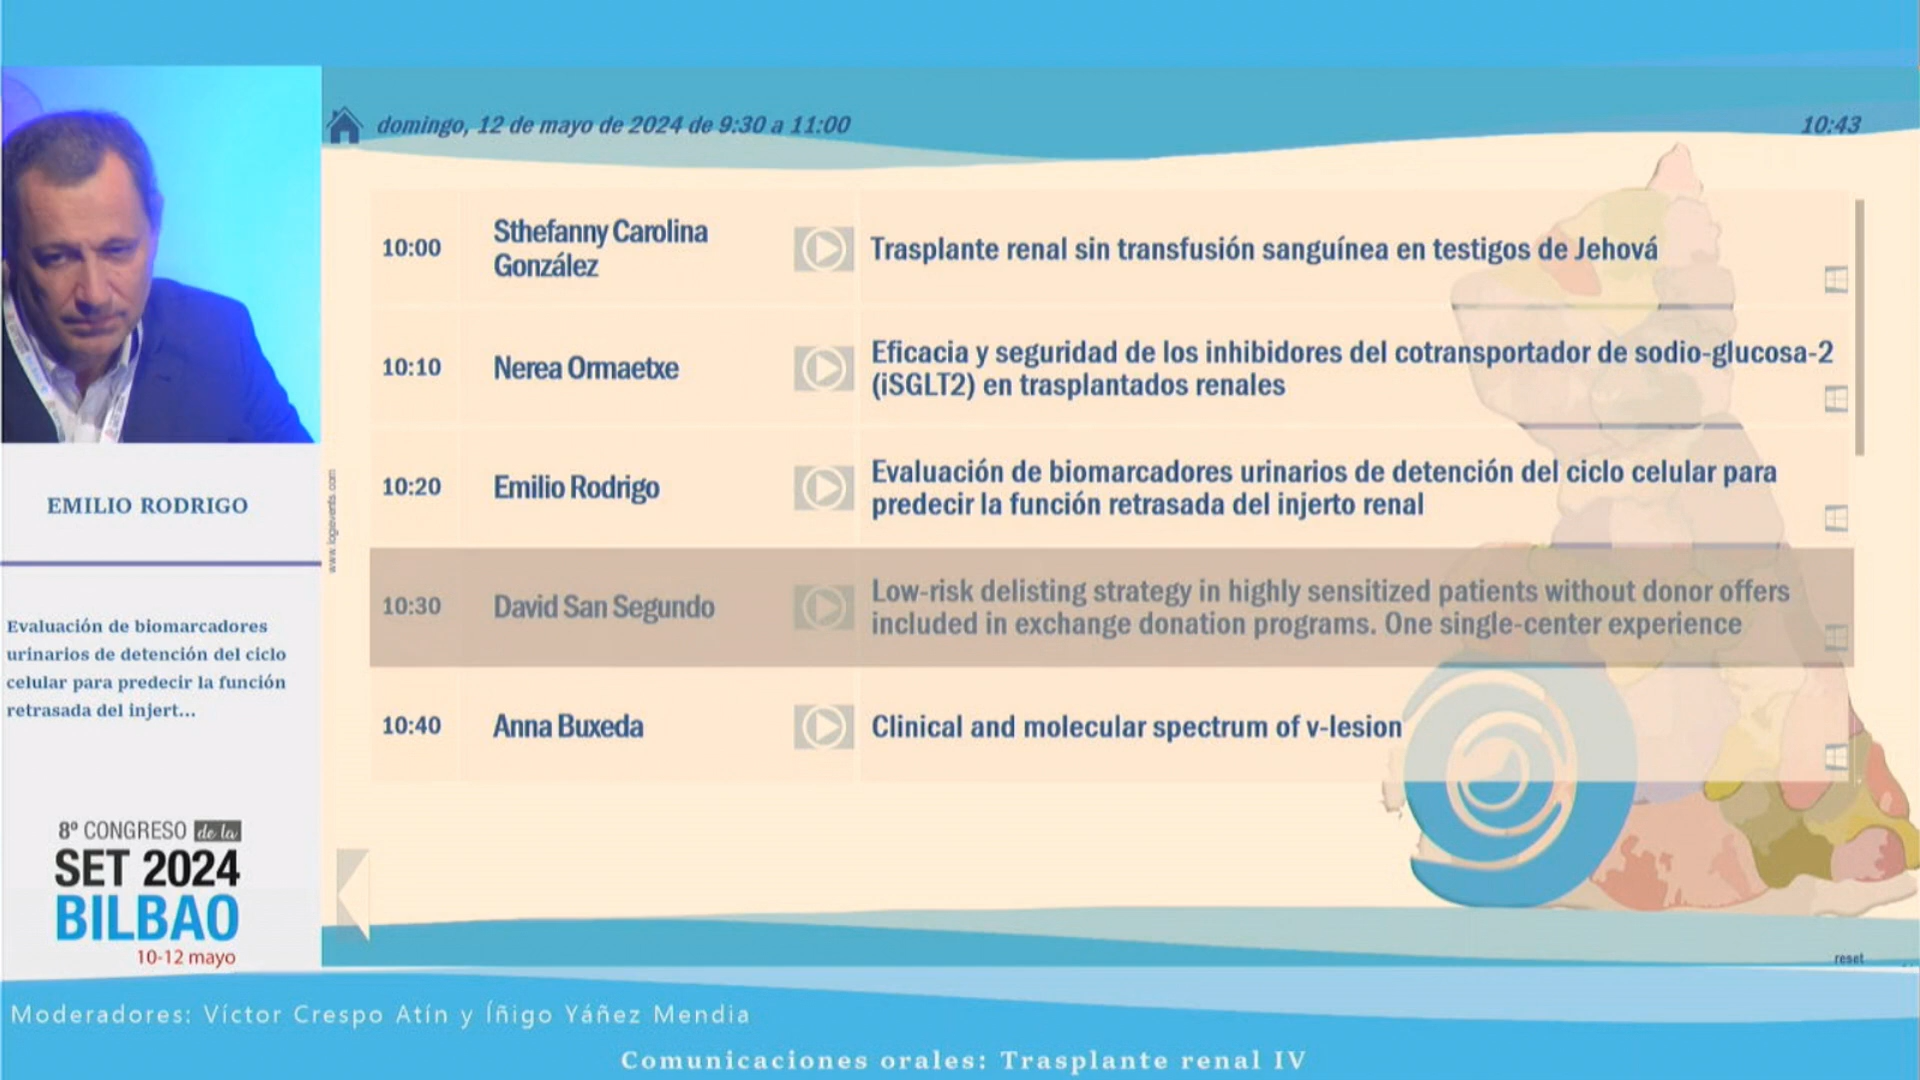 domingo, 12 de mayo de 2024 de 9:30 a 11:00
10:43
10:00
Sthefanny Carolina
González
Trasplante renal sin transfusión sanguínea en testigos de Jehová
10:10
Nerea Ormaetxe
Eficacia y seguridad de los inhibidores del cotransportador de sodio-glucosa-2
(iSGLT2) en trasplantados renales
10:20
Emilio Rodrigo
Evaluación de biomarcadores urinarios de detención del ciclo celular para
predecir la función retrasada del injerto renal
10:30
David San Segundo
Low-risk delisting strategy in highly sensitized patients without donor offers
included in exchange donation programs. One single-center experience
10:40
Anna Buxeda
Clinical and molecular spectrum of v-lesion
www.logievents.com
reset
EMILIO RODRIGO
Evaluación de biomarcadores
urinarios de detención del ciclo
celular para predecir la función
retrasada del injert...
8º CONGRESO de la
SET 2024
BILBAO
10-12 mayo
Moderadores: Víctor Crespo Atín y Íñigo Yáñez Mendia
Comunicaciones orales: Trasplante renal IV